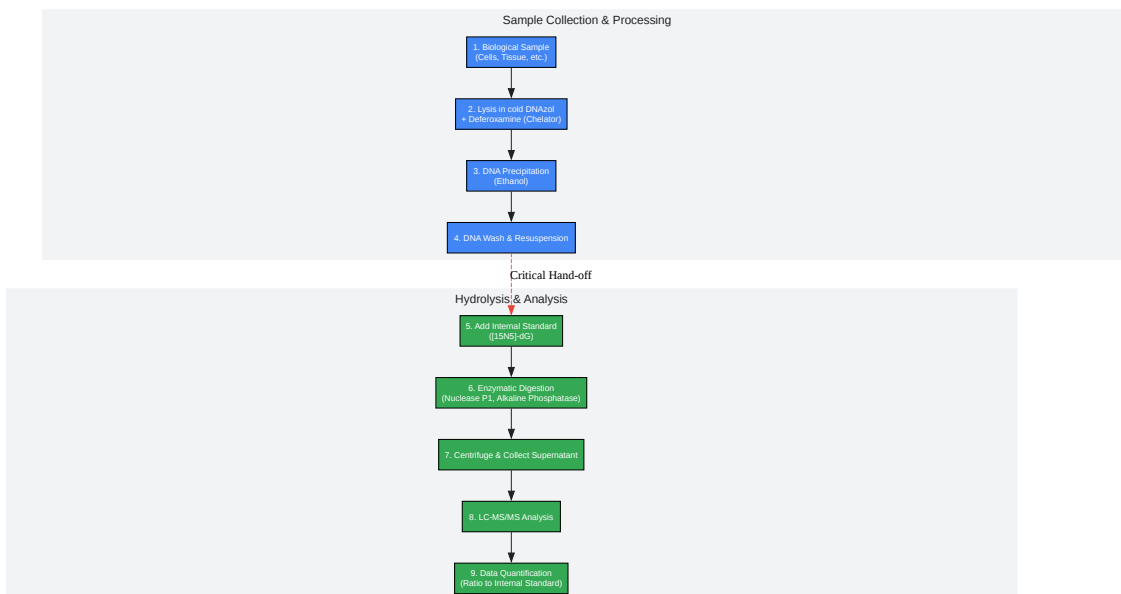 Sample Collection & Processing
1. Biological Sample
(Cells, Tissue, etc.)
2. Lysis in cold DNAzol
+ Deferoxamine (Chelator)
3. DNA Precipitation
(Ethanol)
4. DNA Wash & Resuspension
Critical Hand-off
Hydrolysis & Analysis
5. Add Internal Standard
([15N5]-dG)
6. Enzymatic Digestion
(Nuclease P1, Alkaline Phosphatase)
7. Centrifuge & Collect Supernatant
8. LC-MS/MS Analysis
9. Data Quantification
(Ratio to Internal Standard)